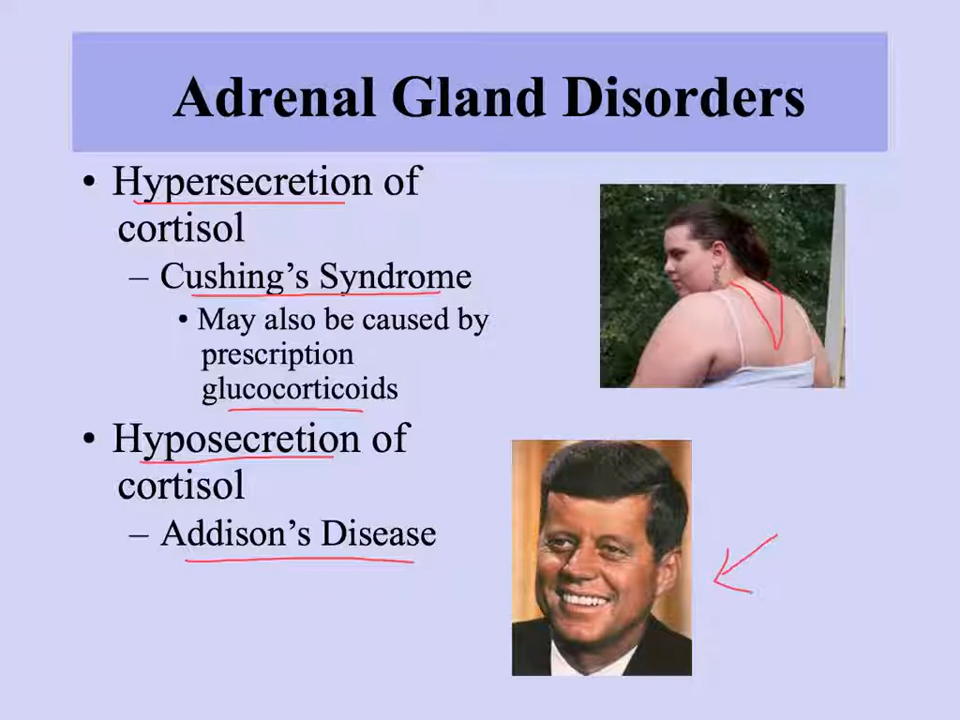 Adrenal Gland Disorders
• Hypersecretion of
cortisol
– Cushing's Syndrome
• May also be caused by
prescription
glucocorticoids
• Hyposecretion of
cortisol
– Addison's Disease